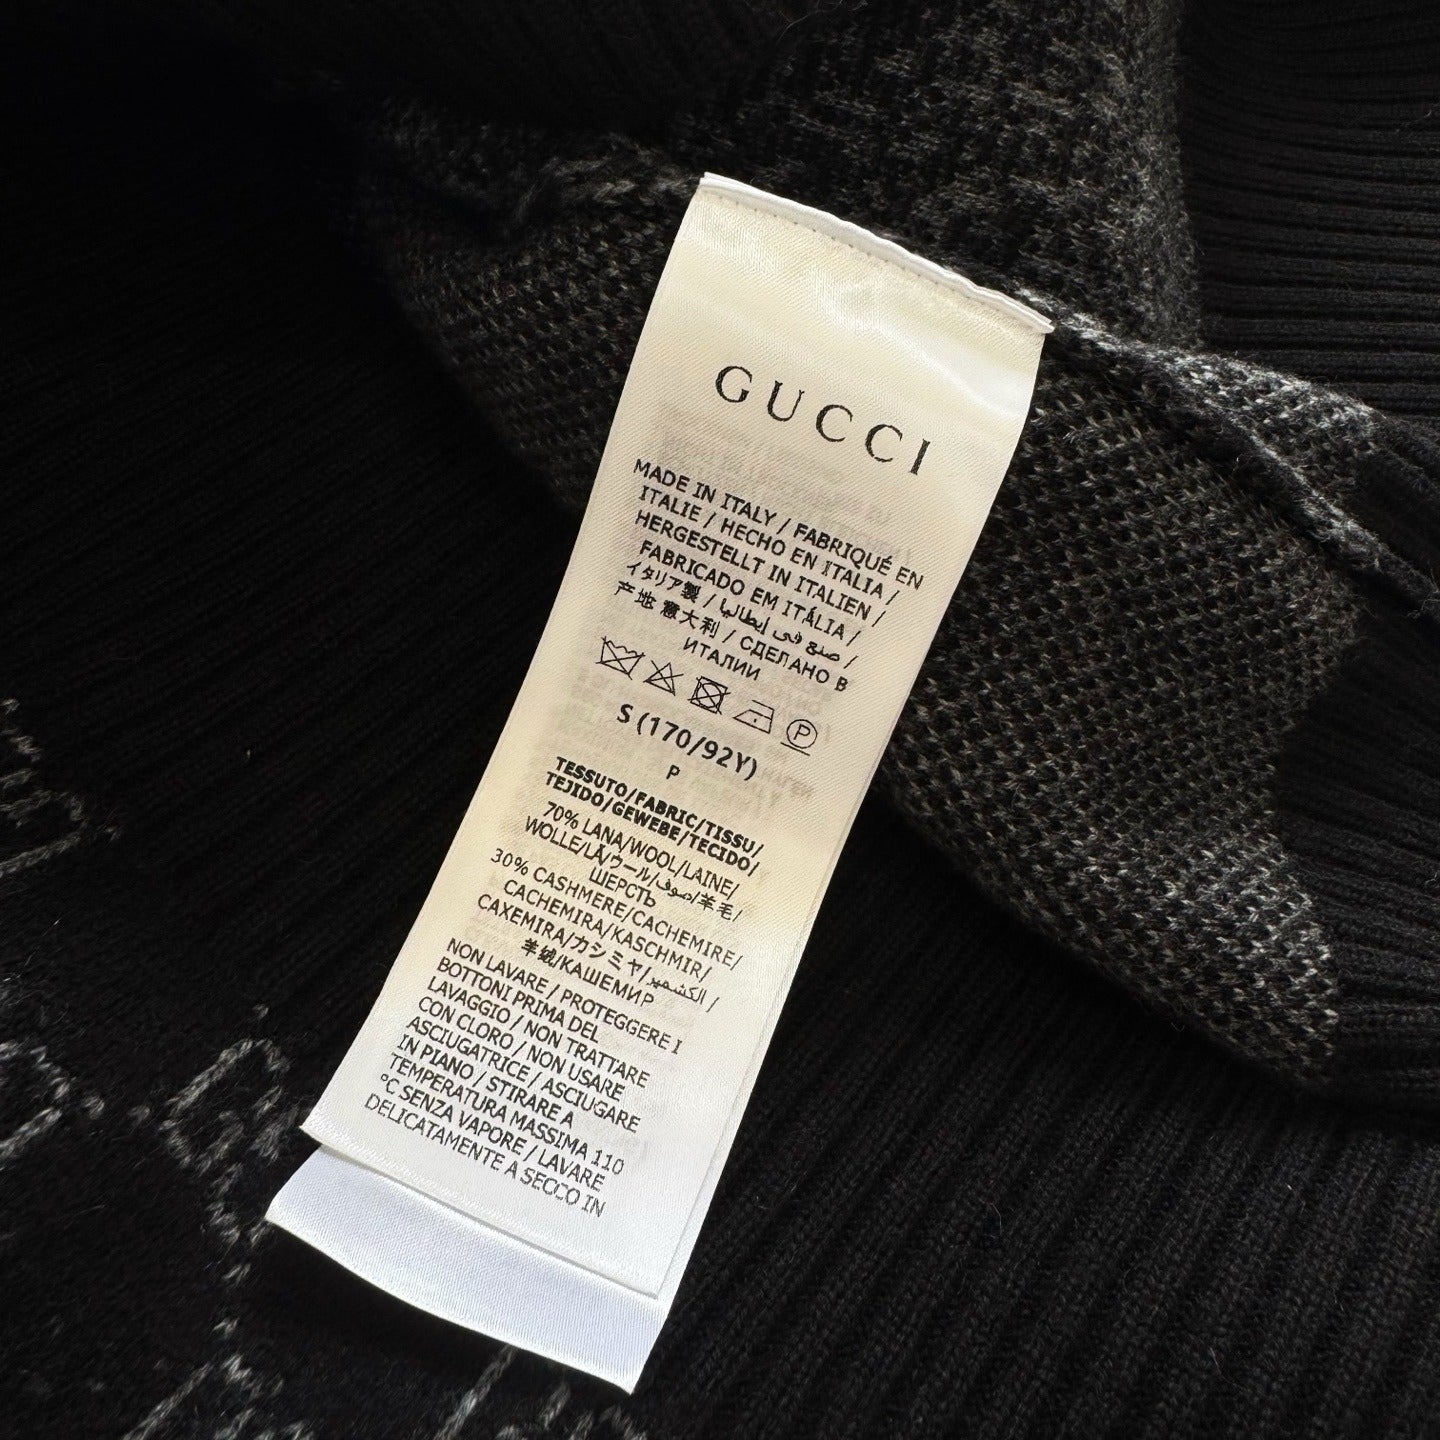 GUCCI
MADE IN ITALY / FABRIQUÉ EN
ITALIE / HECHO EN ITALIA /
HERGESTELLT IN ITALIEN /
FABRICADO EM ITÁLIA /
イタリア製 / صنع في إيطاليا /
产地 意大利 / СДЕЛАНО В
ИТАЛИИ
P
S (170/92Y)
P
TESSUTO/FABRIC/TISSU/
TEJIDO/GEWEBE/TECIDO/
70% LANA/WOOL/LAINE/
WOLLE/LÃ/ウール/صوف/羊毛/
ШЕРСТЬ
30% CASHMERE/CACHEMIRE/
CACHEMIRA/KASCHMIR/
CAXEMIRA/カシミヤ/الكشمير/
羊绒/КАШЕМИР
NON LAVARE / PROTEGGERE I
BOTTONI PRIMA DEL
LAVAGGIO / NON TRATTARE
CON CLORO / NON USARE
ASCIUGATRICE / ASCIUGARE
IN PIANO / STIRARE A
TEMPERATURA MASSIMA 110
°C SENZA VAPORE / LAVARE
DELICATAMENTE A SECCO IN